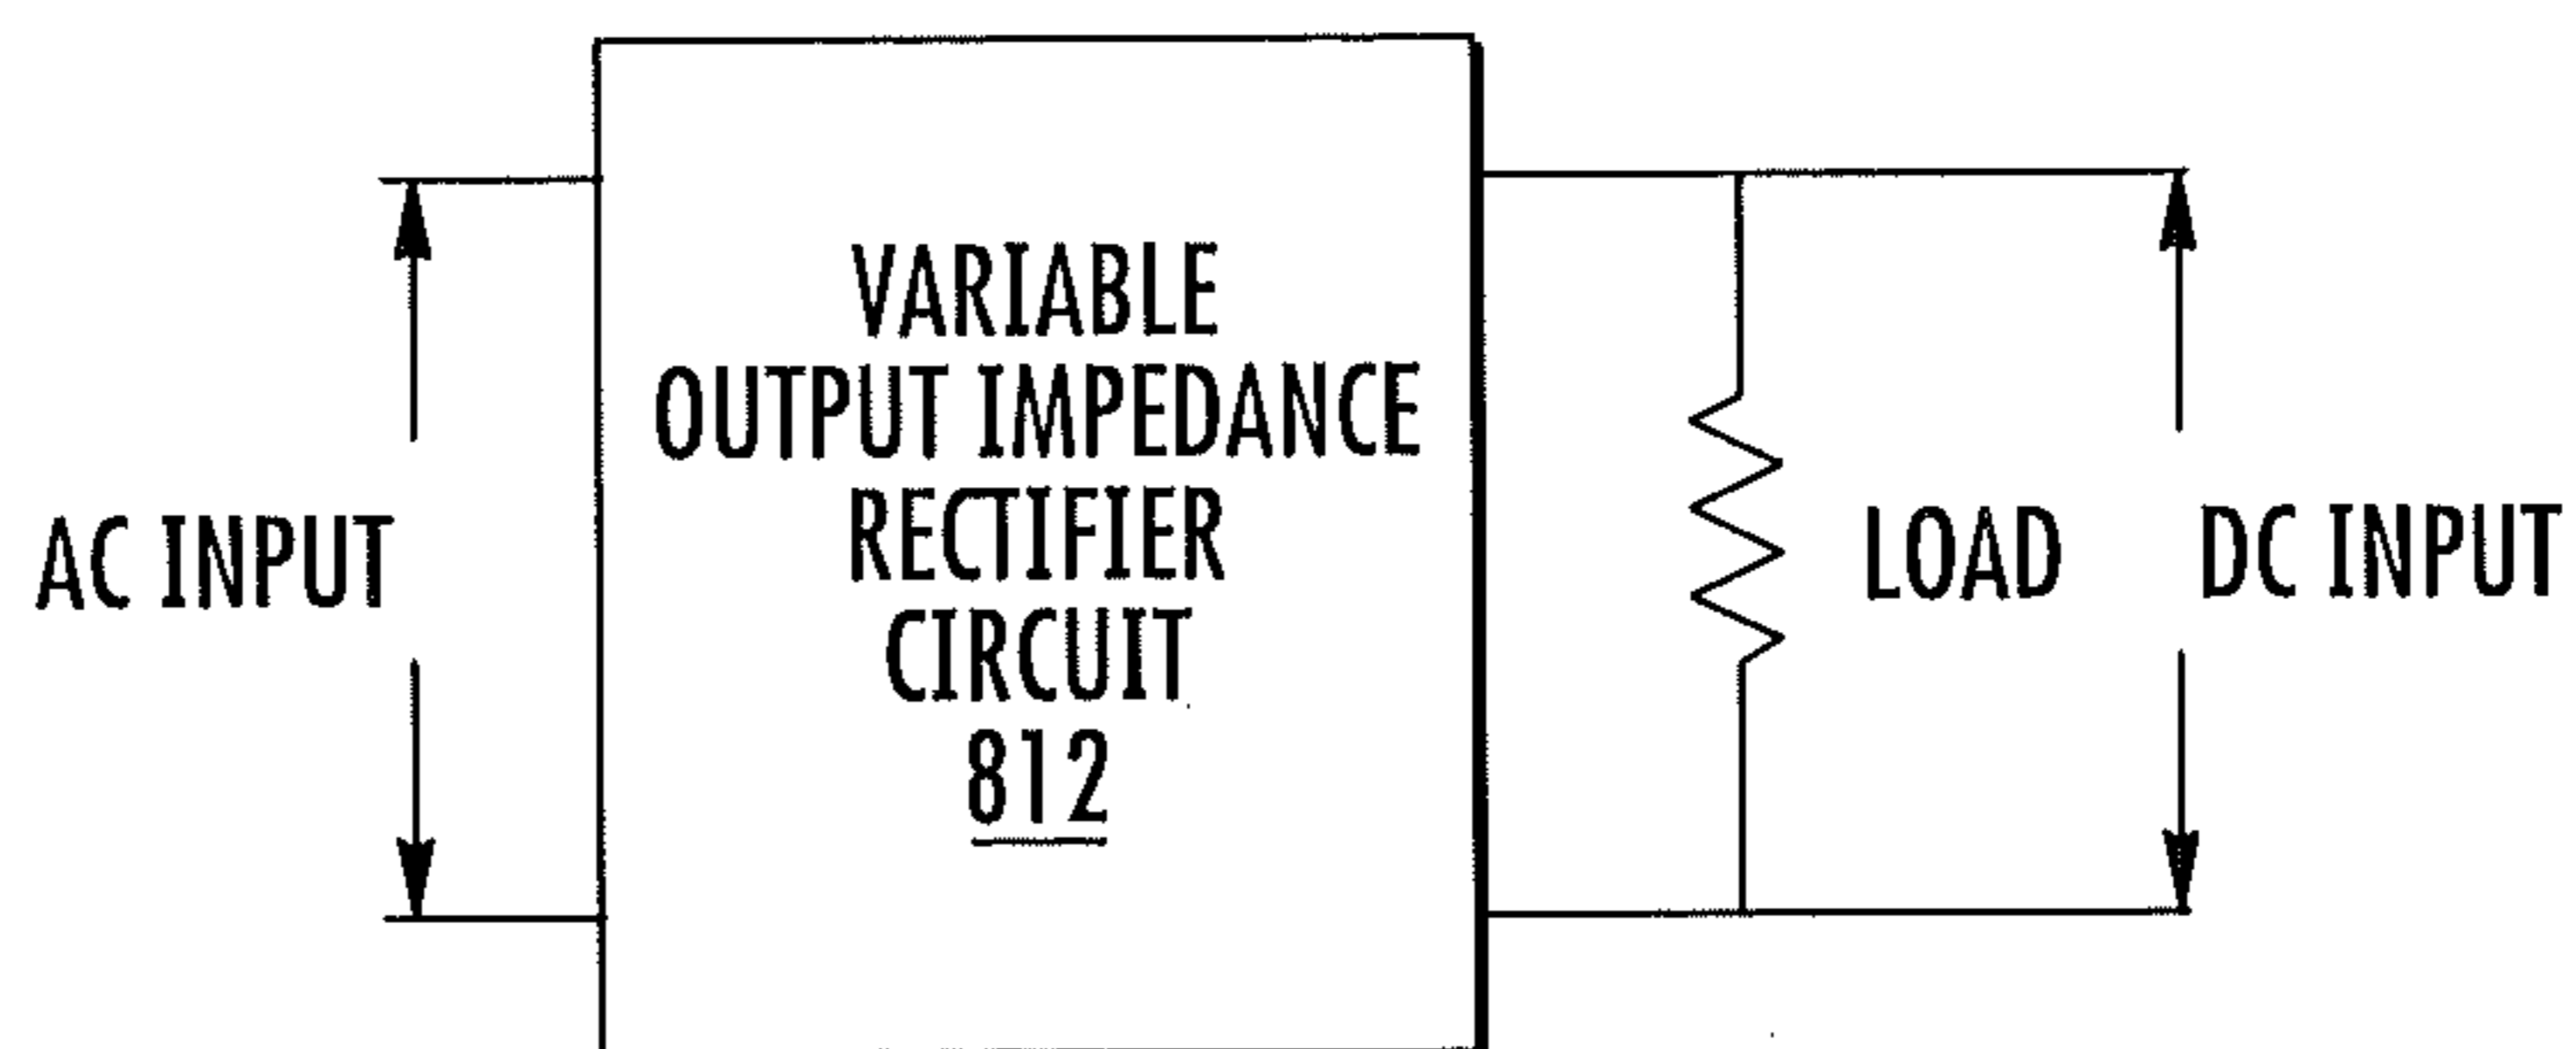 VARIABLE
OUTPUT IMPEDANCE
RECTIFIER
CIRCUIT
812
AC INPUT
LOAD
DC INPUT